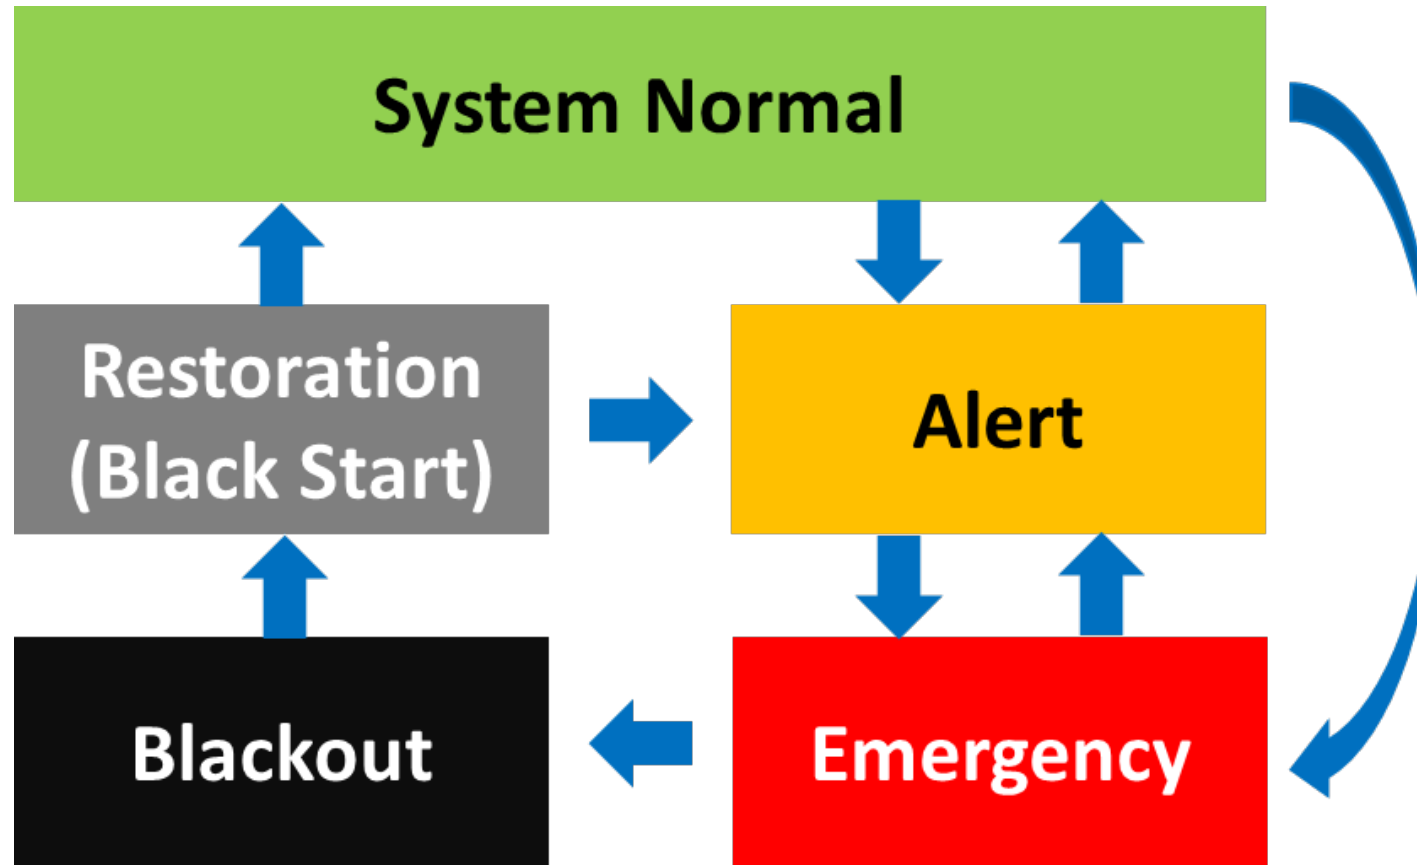 System Normal
Restoration
(Black Start)
Alert
Blackout
Emergency